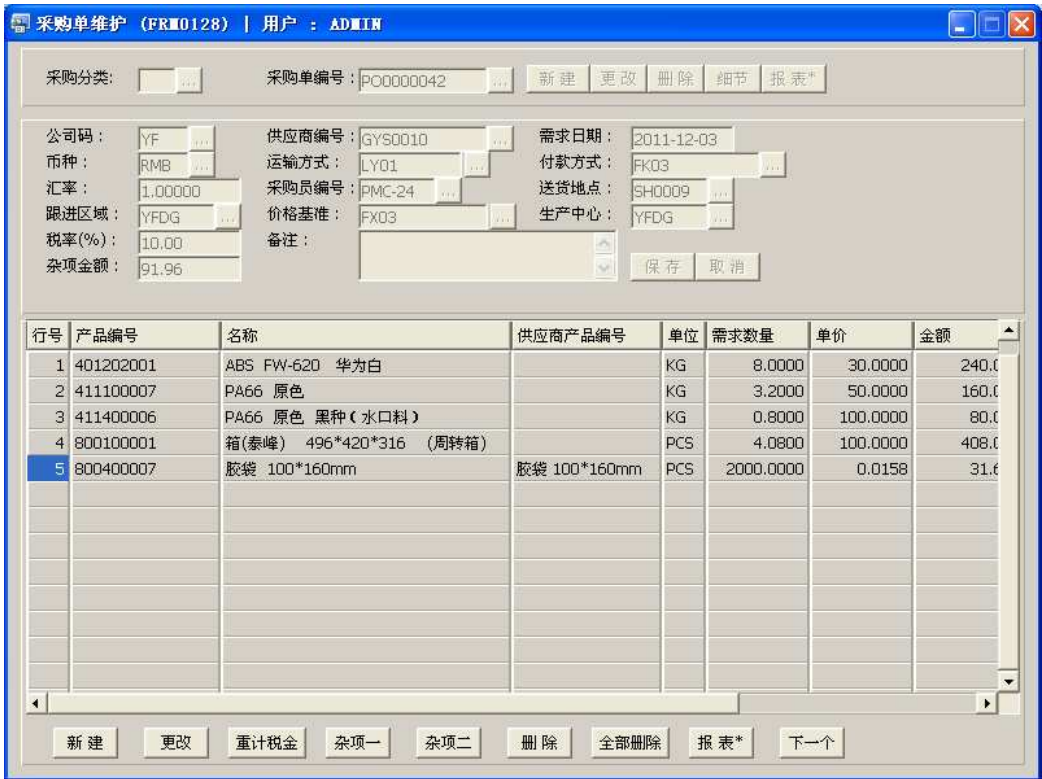 采购单维护 (FRM0128) | 用户 : ADMIN
采购分类: ... 采购单编号：PO0000042 ... 新建 更改 删除 细节 报表*
公司码： YF ... 供应商编号：GYS0010 ... 需求日期： 2011-12-03
币种： RMB ... 运输方式： LY01 ... 付款方式： FK03 ...
汇率： 1.00000 采购员编号：PMC-24 ... 送货地点： SH0009 ...
跟进区域： YFDG ... 价格基准： FX03 ... 生产中心： YFDG ...
税率(%)： 10.00 备注：
杂项金额： 91.96 保存 取消
行号 产品编号 名称 供应商产品编号 单位 需求数量 单价 金额
1 401202001 ABS FW-620 华为白 KG 8.0000 30.0000 240.0
2 411100007 PA66 原色 KG 3.2000 50.0000 160.0
3 411400006 PA66 原色 黑种(水口料) KG 0.8000 100.0000 80.0
4 800100001 箱(泰峰) 496*420*316 (周转箱) PCS 4.0800 100.0000 408.0
5 800400007 胶袋 100*160mm 胶袋 100*160mm PCS 2000.0000 0.0158 31.6
新建 更改 重计税金 杂项一 杂项二 删除 全部删除 报表* 下一个